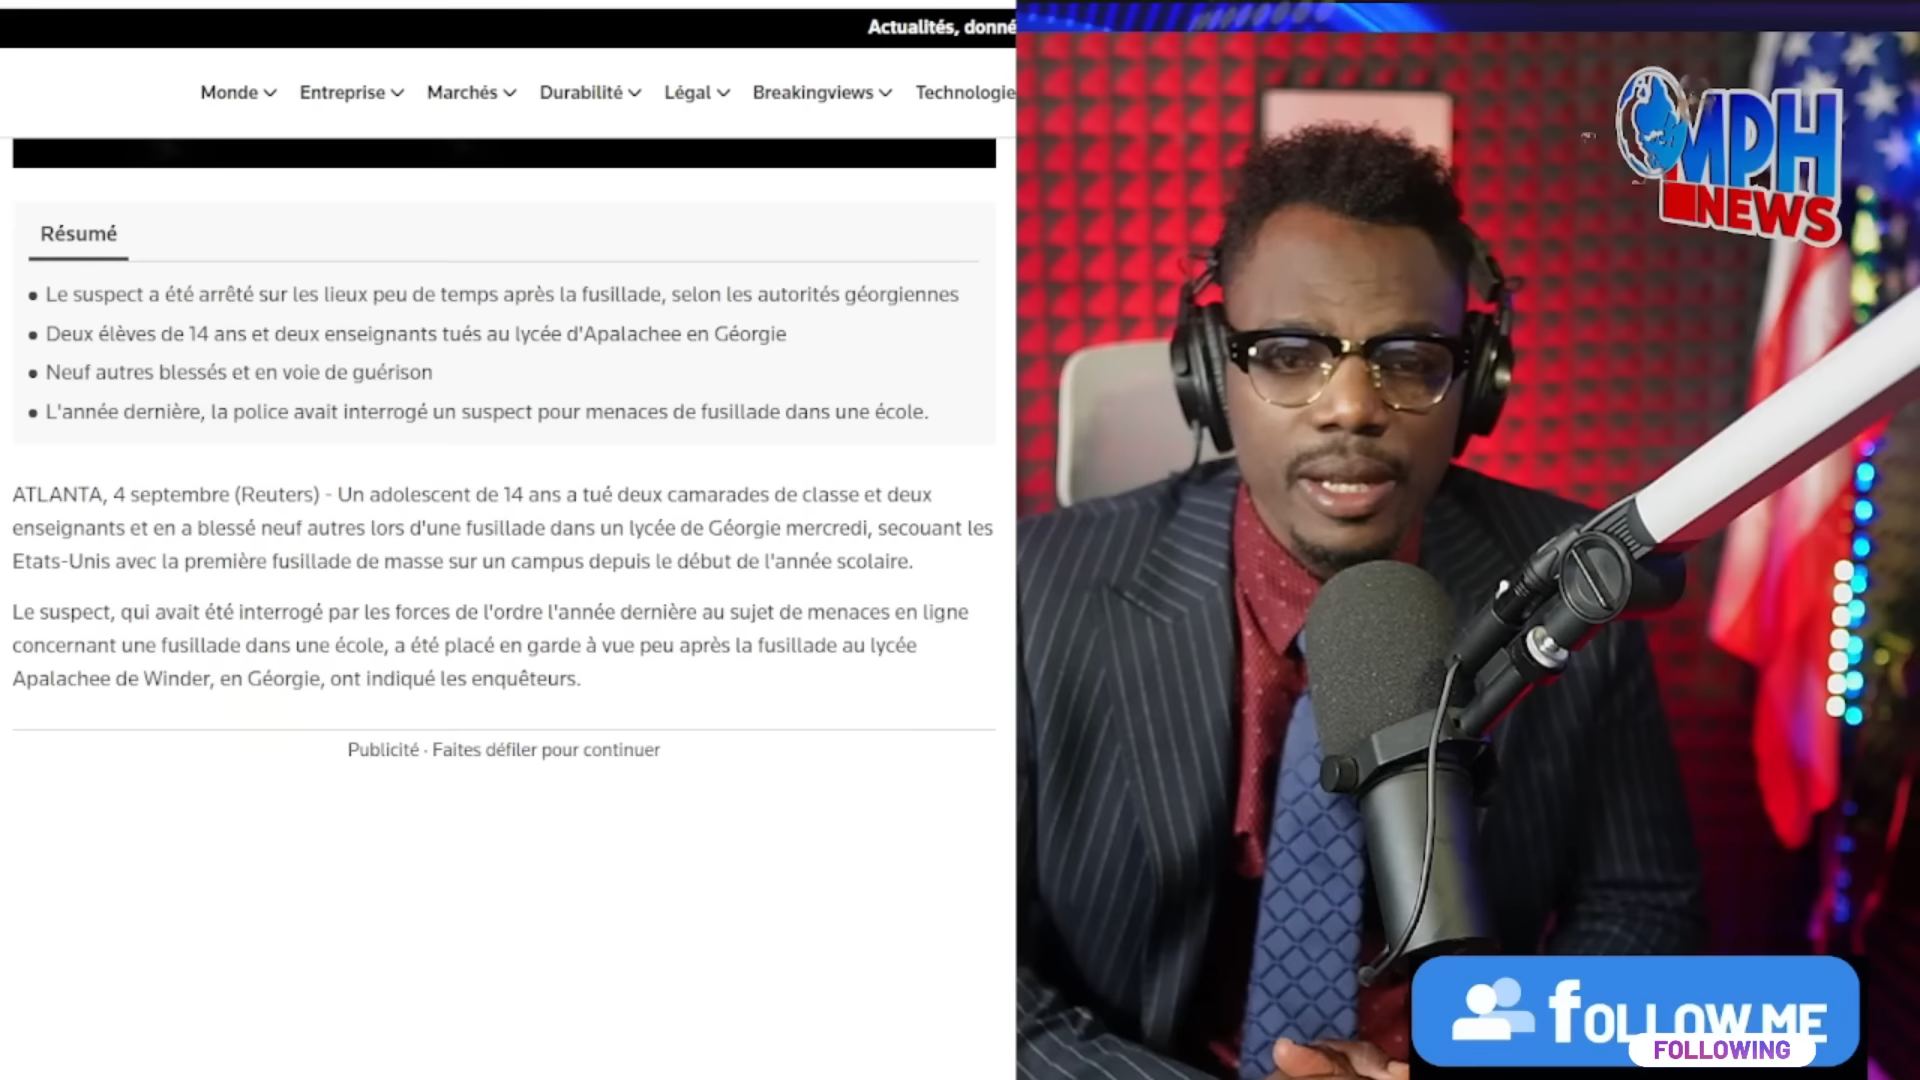 Actualités, donné
Monde Entreprise Marchés Durabilité Légal Breakingviews Technologie
Résumé
Le suspect a été arrêté sur les lieux peu de temps après la fusillade, selon les autorités géorgiennes
Deux élèves de 14 ans et deux enseignants tués au lycée d'Apalachee en Géorgie
Neuf autres blessés et en voie de guérison
L'année dernière, la police avait interrogé un suspect pour menaces de fusillade dans une école.
ATLANTA, 4 septembre (Reuters) - Un adolescent de 14 ans a tué deux camarades de classe et deux
enseignants et en a blessé neuf autres lors d'une fusillade dans un lycée de Géorgie mercredi, secouant les
Etats-Unis avec la première fusillade de masse sur un campus depuis le début de l'année scolaire.
Le suspect, qui avait été interrogé par les forces de l'ordre l'année dernière au sujet de menaces en ligne
concernant une fusillade dans une école, a été placé en garde à vue peu après la fusillade au lycée
Apalachee de Winder, en Géorgie, ont indiqué les enquêteurs.
Publicité · Faites défiler pour continuer
MPH
NEWS
fOLLOW ME
FOLLOWING